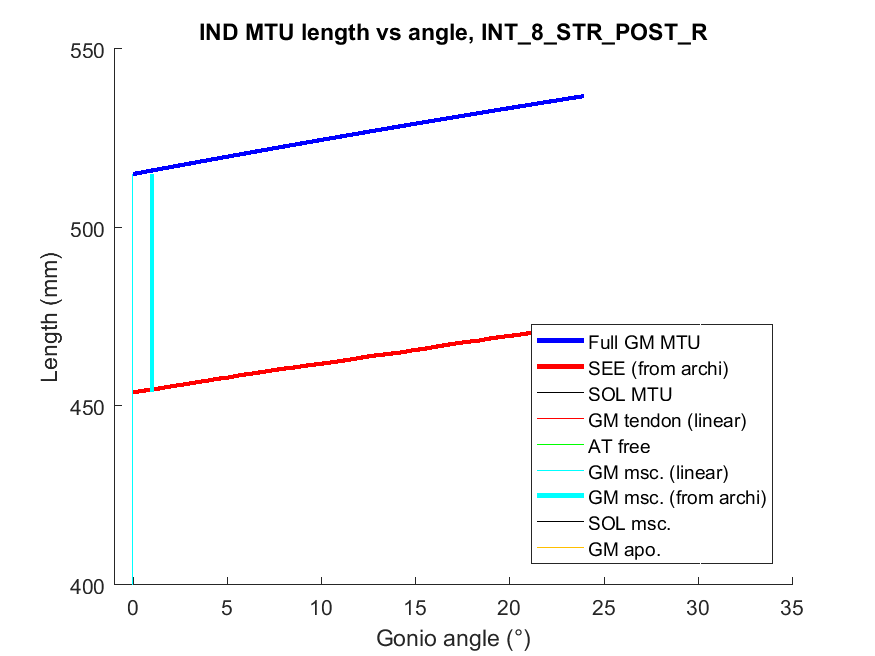 IND MTU length vs angle, INT_8_STR_POST_R
550
500
450
400
Length (mm)
0 5 10 15 20 25 30 35
Gonio angle (°)
Full GM MTU
SEE (from archi)
SOL MTU
GM tendon (linear)
AT free
GM msc. (linear)
GM msc. (from archi)
SOL msc.
GM apo.